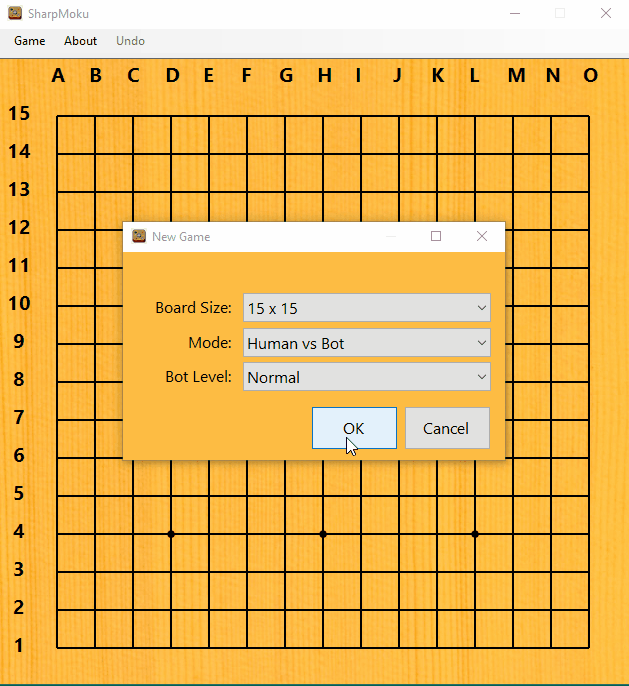 SharpMoku
Game About Undo
A B C D E F G H I J K L M N O
15
14
13
12
New Game
11
10
Board Size: 15 x 15
9
Mode: Human vs Bot
8
Bot Level: Normal
7
OK Cancel
6
5
4
3
2
1